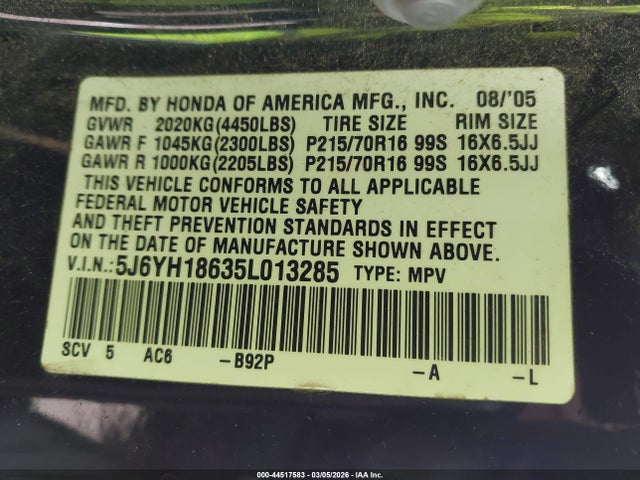 MFD. BY HONDA OF AMERICA MFG., INC. 08/'05
GVWR 2020KG(4450LBS) TIRE SIZE RIM SIZE
GAWR F 1045KG(2300LBS) P215/70R16 99S 16X6.5JJ
GAWR R 1000KG(2205LBS) P215/70R16 99S 16X6.5JJ
THIS VEHICLE CONFORMS TO ALL APPLICABLE
FEDERAL MOTOR VEHICLE SAFETY
AND THEFT PREVENTION STANDARDS IN EFFECT
ON THE DATE OF MANUFACTURE SHOWN ABOVE.
V.I.N.:5J6YH18635L013285 TYPE: MPV
SCV 5 AC6 -B92P -A -L
000-44517583 - 03/05/2026 - IAA Inc.